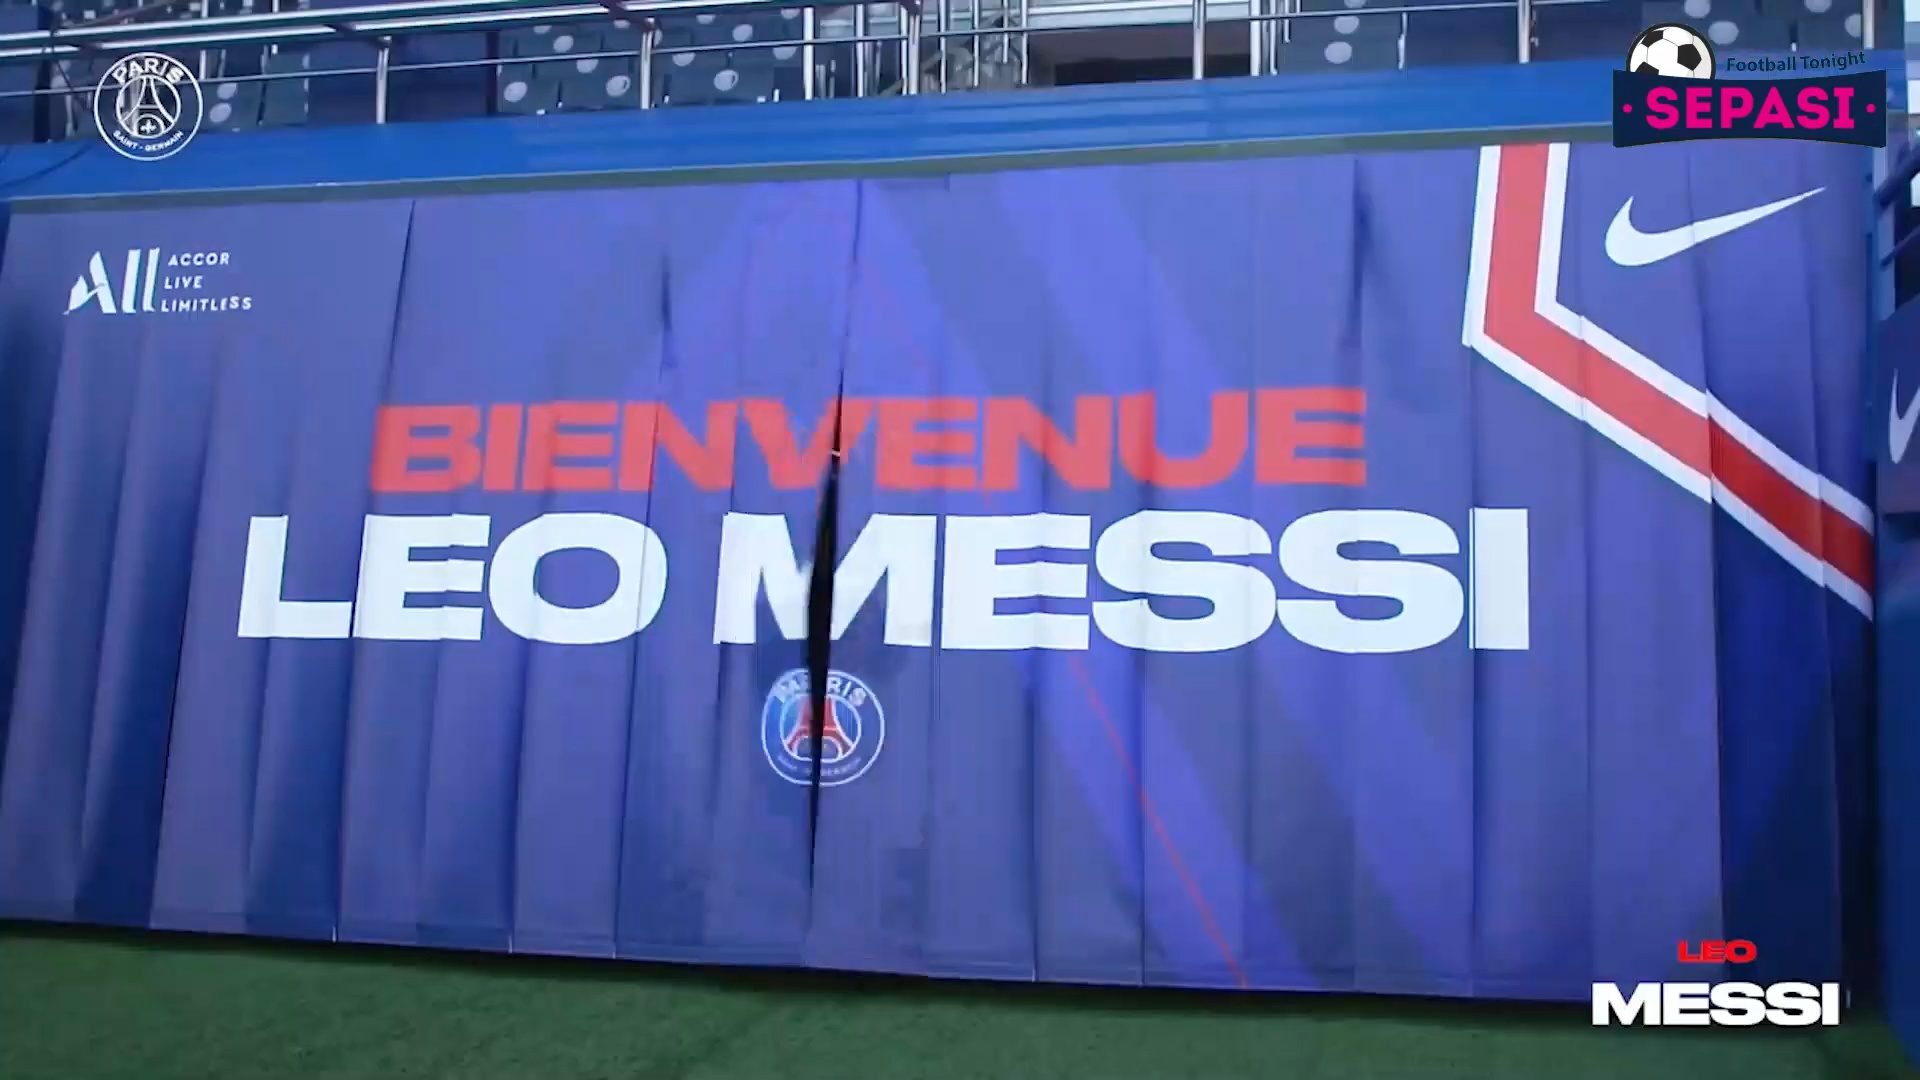 PARIS
SAINT-GERMAIN
Football Tonight
SEPASI
ALL ACCOR
LIVE
LIMITLESS
BIENVENUE
LEO MESSI
PARIS
LEO
MESSI